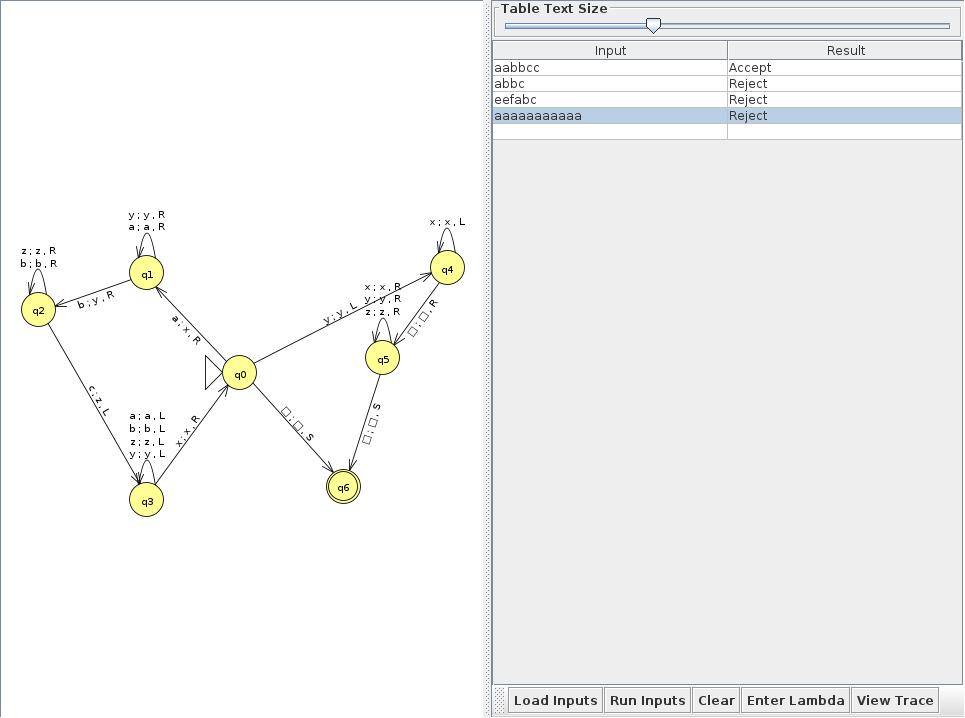 Table Text Size
Input Result
aabbcc Accept
abbc Reject
eefabc Reject
aaaaaaaaaaa Reject
y ; y , R
a ; a , R
x ; x , L
z ; z , R
b ; b , R
q1
q4
x ; x , R
y ; y , R
z ; z , R
b ; y , R
y ; y , L
□ ; □ , R
q2
a ; x , R
q5
q0
c ; z , L
□ ; □ , S
□ ; □ , S
a ; a , L
b ; b , L
z ; z , L
y ; y , L
x ; x , R
q6
q3
Load Inputs Run Inputs Clear Enter Lambda View Trace